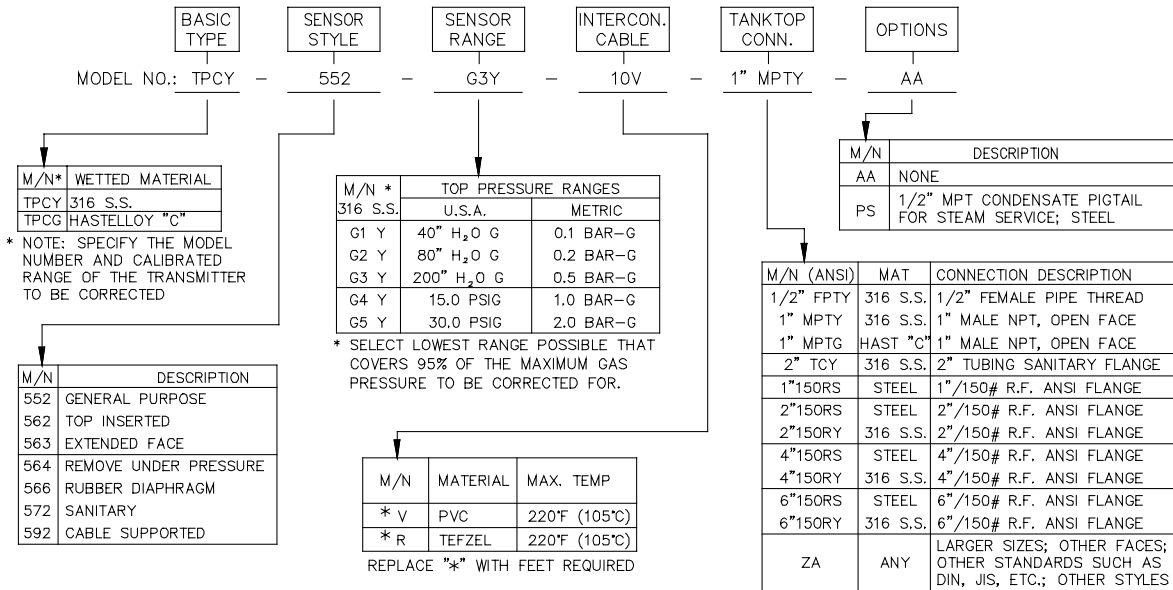 BASIC TYPE
SENSOR STYLE
SENSOR RANGE
INTERCON. CABLE
TANKTOP CONN.
OPTIONS
MODEL NO.: TPCY – 552 – G3Y – 10V – 1” MPTY – AA
M/N* WETTED MATERIAL
TPCY 316 S.S.
TPCG HASTELLOY "C"
* NOTE: SPECIFY THE MODEL
NUMBER AND CALIBRATED
RANGE OF THE TRANSMITTER
TO BE CORRECTED
M/N DESCRIPTION
552 GENERAL PURPOSE
562 TOP INSERTED
563 EXTENDED FACE
564 REMOVE UNDER PRESSURE
566 RUBBER DIAPHRAGM
572 SANITARY
592 CABLE SUPPORTED
M/N * 316 S.S. TOP PRESSURE RANGES
U.S.A. METRIC
G1 Y 40” H₂O G 0.1 BAR–G
G2 Y 80” H₂O G 0.2 BAR–G
G3 Y 200” H₂O G 0.5 BAR–G
G4 Y 15.0 PSIG 1.0 BAR–G
G5 Y 30.0 PSIG 2.0 BAR–G
* SELECT LOWEST RANGE POSSIBLE THAT
COVERS 95% OF THE MAXIMUM GAS
PRESSURE TO BE CORRECTED FOR.
M/N MATERIAL MAX. TEMP
* V PVC 220°F (105°C)
* R TEFZEL 220°F (105°C)
REPLACE "*" WITH FEET REQUIRED
M/N DESCRIPTION
AA NONE
PS 1/2” MPT CONDENSATE PIGTAIL
FOR STEAM SERVICE; STEEL
M/N (ANSI) MAT CONNECTION DESCRIPTION
1/2” FPTY 316 S.S. 1/2” FEMALE PIPE THREAD
1” MPTY 316 S.S. 1” MALE NPT, OPEN FACE
1” MPTG HAST "C" 1” MALE NPT, OPEN FACE
2” TCY 316 S.S. 2” TUBING SANITARY FLANGE
1”150RS STEEL 1”/150# R.F. ANSI FLANGE
2”150RS STEEL 2”/150# R.F. ANSI FLANGE
2”150RY 316 S.S. 2”/150# R.F. ANSI FLANGE
4”150RS STEEL 4”/150# R.F. ANSI FLANGE
4”150RY 316 S.S. 4”/150# R.F. ANSI FLANGE
6”150RS STEEL 6”/150# R.F. ANSI FLANGE
6”150RY 316 S.S. 6”/150# R.F. ANSI FLANGE
ZA ANY LARGER SIZES; OTHER FACES;
OTHER STANDARDS SUCH AS
DIN, JIS, ETC.; OTHER STYLES